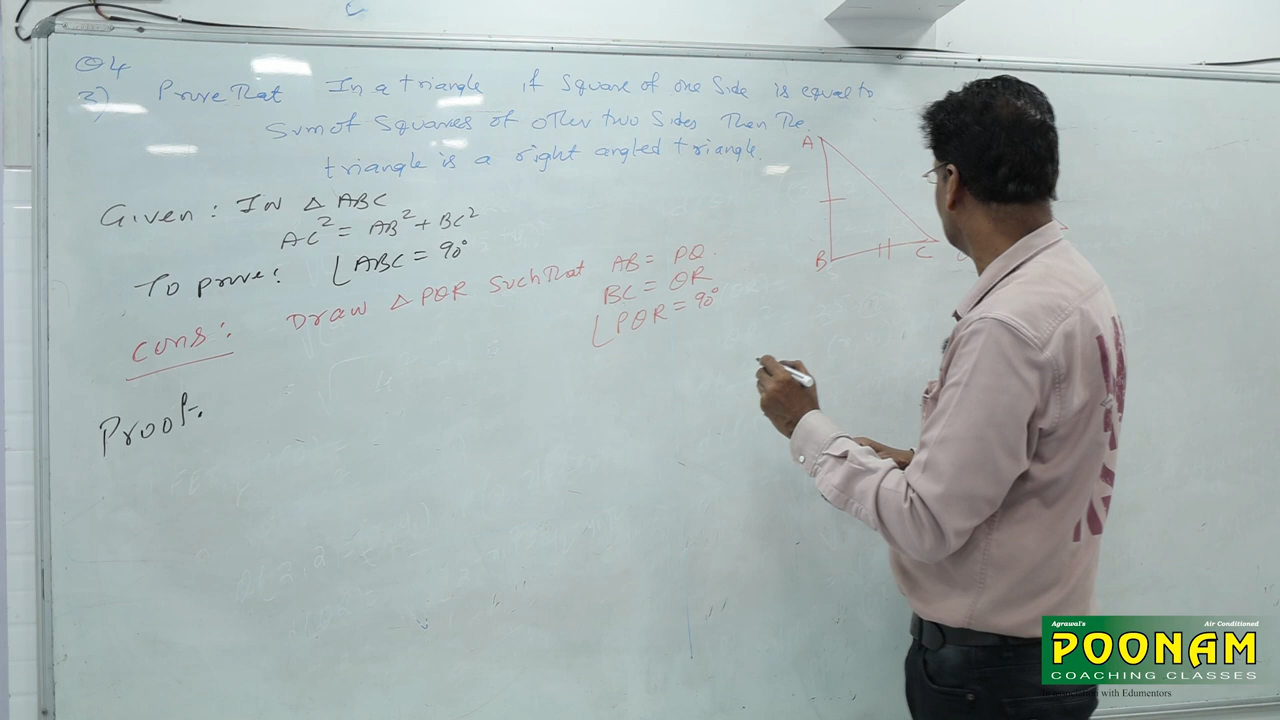 Q4
3) Prove That In a triangle if square of one side is equal to
sum of squares of other two sides Then The
triangle is a right angled triangle.
Given: IN △ ABC
AC² = AB² + BC²
To prove: ∠ABC = 90°
Cons: Draw △ PQR Such That AB = PQ.
BC = QR
∠PQR = 90°
Proof.
A
B
C
Agrawal's Air Conditioned
POONAM
COACHING CLASSES
In association with Edumentors